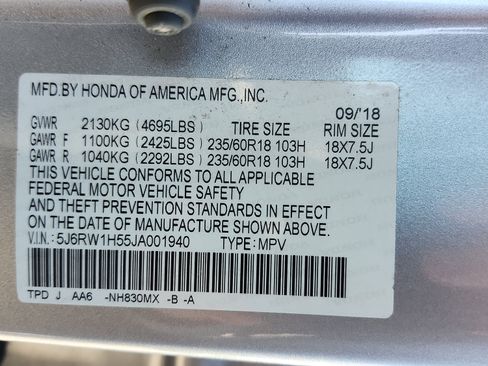 MFD.BY HONDA OF AMERICA MFG.,INC.
09/'18
GVWR 2130KG (4695LBS) TIRE SIZE RIM SIZE
GAWR F 1100KG (2425LBS) 235/60R18 103H 18X7.5J
GAWR R 1040KG (2292LBS) 235/60R18 103H 18X7.5J
THIS VEHICLE CONFORMS TO ALL APPLICABLE
FEDERAL MOTOR VEHICLE SAFETY
AND THEFT PREVENTION STANDARDS IN EFFECT
ON THE DATE OF MANUFACTURE SHOWN ABOVE.
V.I.N.: 5J6RW1H55JA001940 TYPE: MPV
TPD J AA6 -NH830MX -B -A